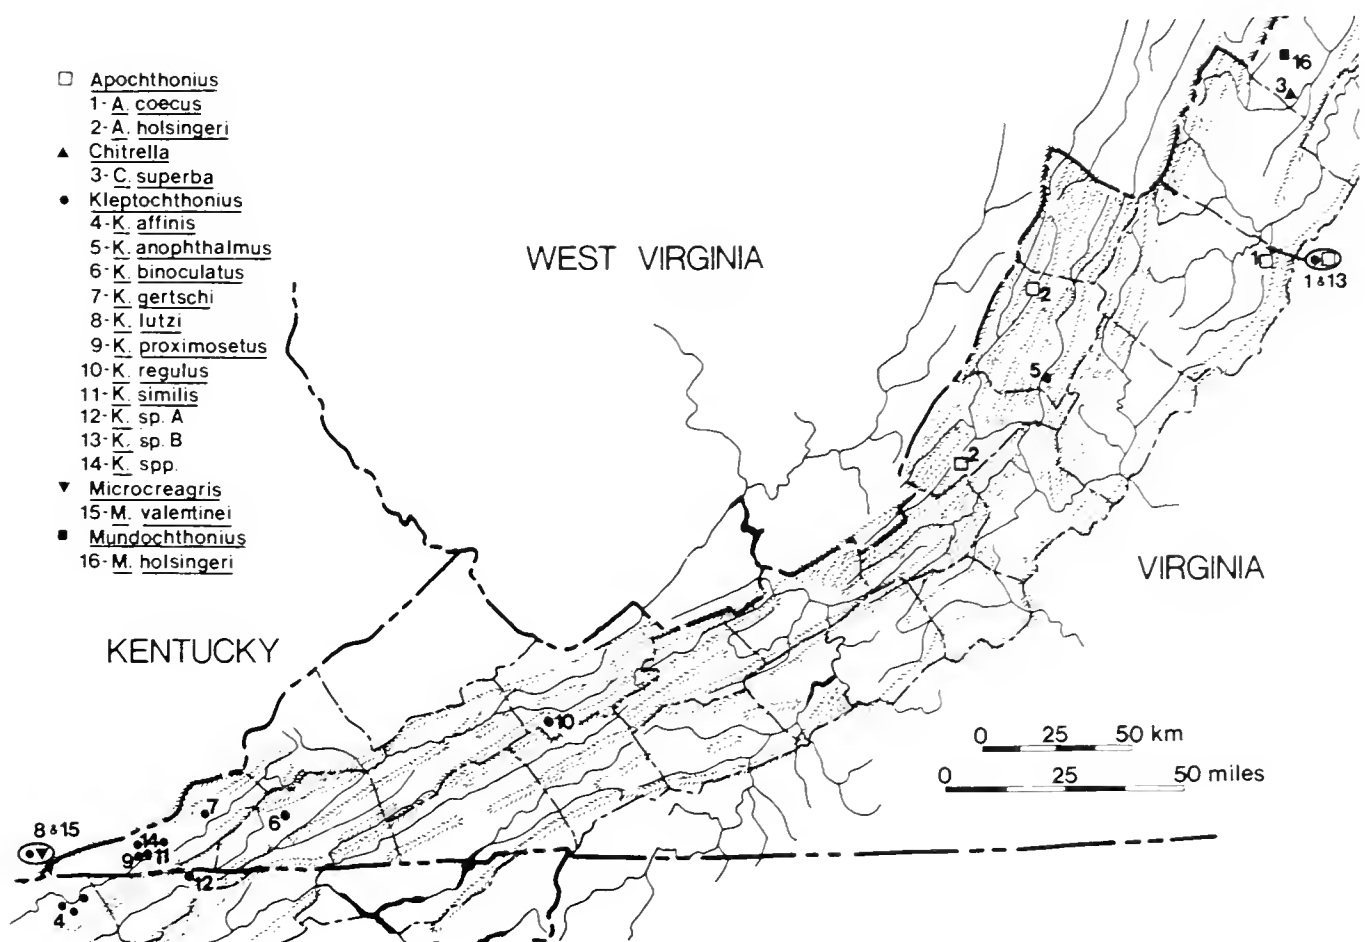 Apochthonius
1-A. coecus
2-A. holsingeri
Chitrella
3-C. superba
Kleptochthonius
4-K. affinis
5-K. anophthalmus
6-K. binoculatus
7-K. gertschi
8-K. lutzi
9-K. proximosetus
10-K. regulus
11-K. similis
12-K. sp. A
13-K. sp. B
14-K. spp.
Microcreagris
15-M. valentinei
Mundochthonius
16-M. holsingeri
16
3
WEST VIRGINIA
1
1 & 13
2
5
2
VIRGINIA
KENTUCKY
10
0 25 50 km
0 25 50 miles
7
6
8 & 15
14
9 11
12
4